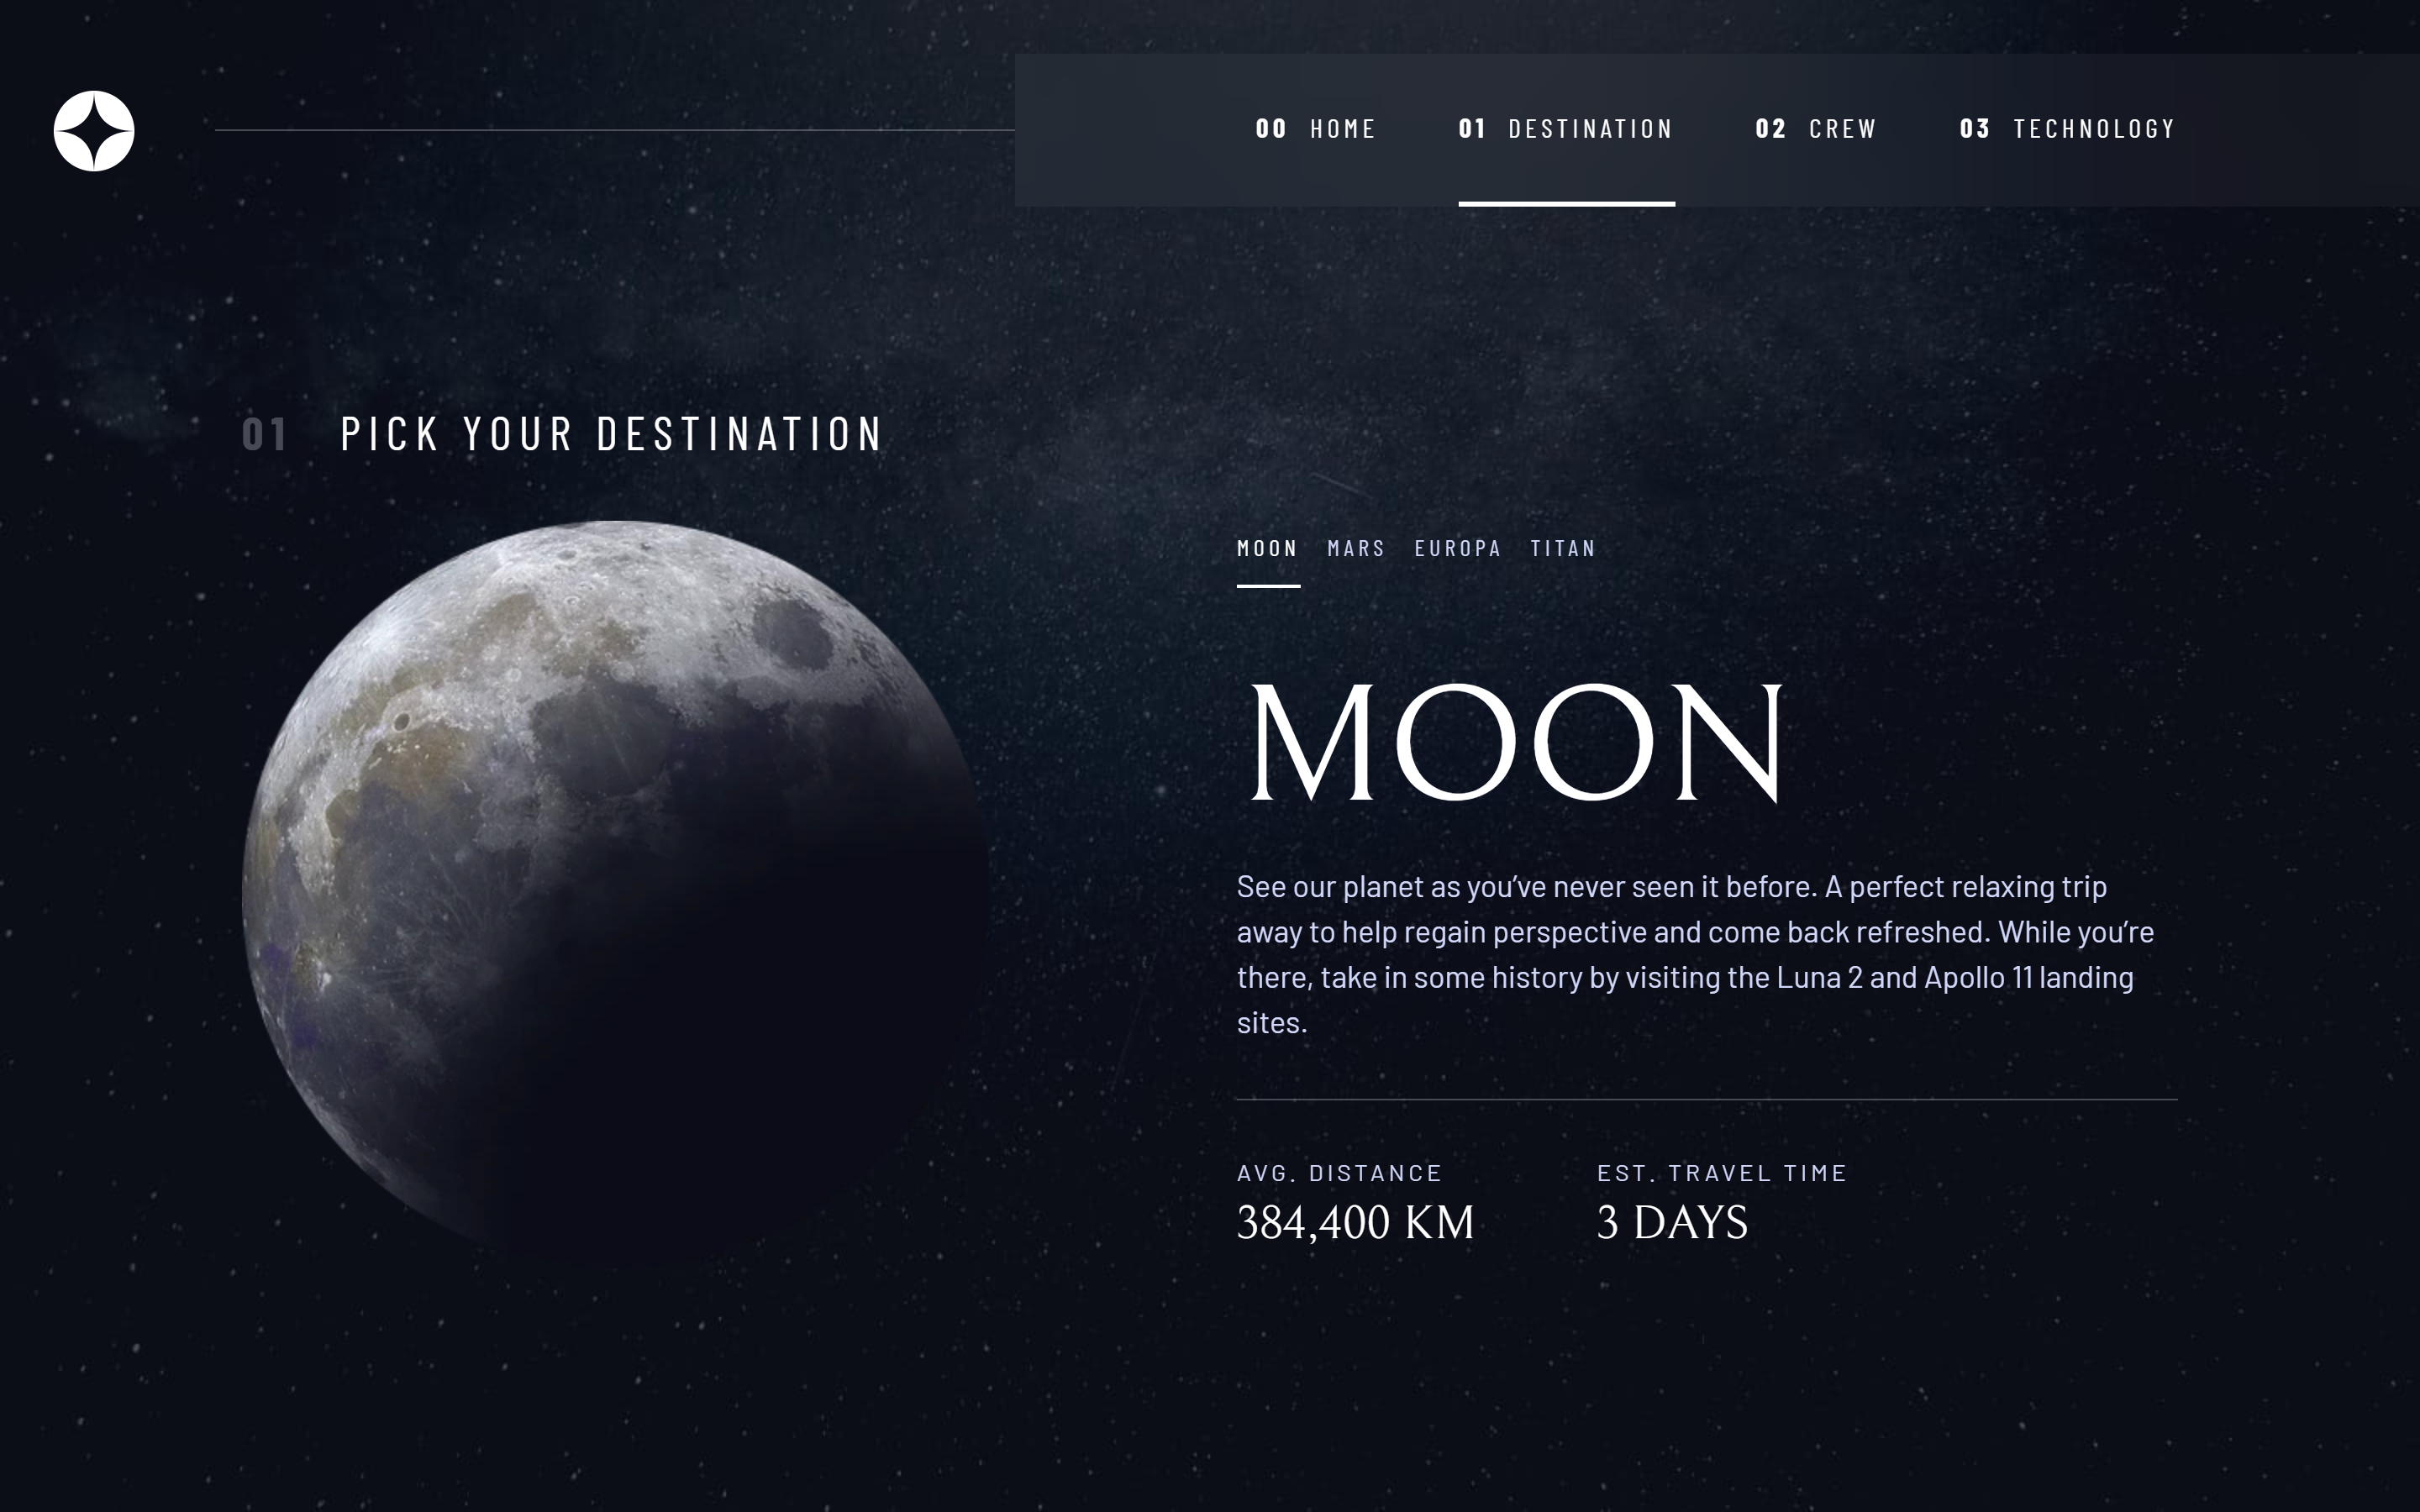 00 HOME 01 DESTINATION 02 CREW 03 TECHNOLOGY
01 PICK YOUR DESTINATION
MOON MARS EUROPA TITAN
MOON
See our planet as you’ve never seen it before. A perfect relaxing trip
away to help regain perspective and come back refreshed. While you’re
there, take in some history by visiting the Luna 2 and Apollo 11 landing
sites.
AVG. DISTANCE EST. TRAVEL TIME
384,400 KM 3 DAYS